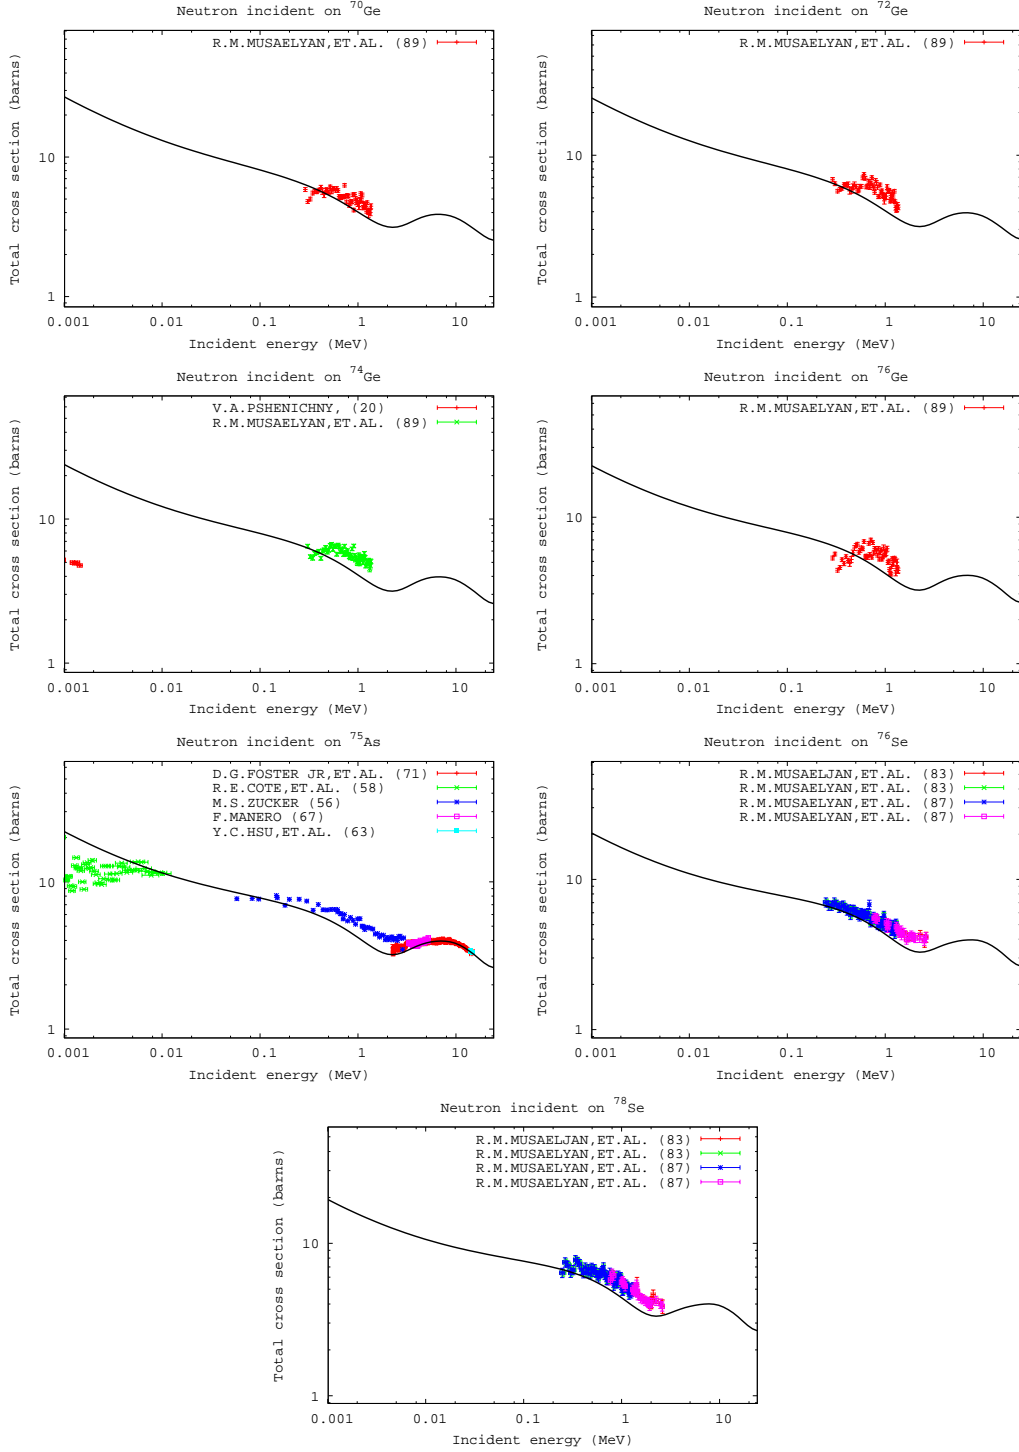 Neutron incident on 70Ge
R.M.MUSAELYAN,ET.AL. (89)
Total cross section (barns)
10
1
0.001 0.01 0.1 1 10
Incident energy (MeV)
Neutron incident on 72Ge
R.M.MUSAELYAN,ET.AL. (89)
Total cross section (barns)
10
1
0.001 0.01 0.1 1 10
Incident energy (MeV)
Neutron incident on 74Ge
V.A.PSHENICHNY, (20)
R.M.MUSAELYAN,ET.AL. (89)
Total cross section (barns)
10
1
0.001 0.01 0.1 1 10
Incident energy (MeV)
Neutron incident on 76Ge
R.M.MUSAELYAN,ET.AL. (89)
Total cross section (barns)
10
1
0.001 0.01 0.1 1 10
Incident energy (MeV)
Neutron incident on 75As
D.G.FOSTER JR,ET.AL. (71)
R.E.COTE,ET.AL. (58)
M.S.ZUCKER (56)
F.MANERO (67)
Y.C.HSU,ET.AL. (63)
Total cross section (barns)
10
1
0.001 0.01 0.1 1 10
Incident energy (MeV)
Neutron incident on 76Se
R.M.MUSAELJAN,ET.AL. (83)
R.M.MUSAELYAN,ET.AL. (83)
R.M.MUSAELYAN,ET.AL. (87)
R.M.MUSAELYAN,ET.AL. (87)
Total cross section (barns)
10
1
0.001 0.01 0.1 1 10
Incident energy (MeV)
Neutron incident on 78Se
R.M.MUSAELJAN,ET.AL. (83)
R.M.MUSAELYAN,ET.AL. (83)
R.M.MUSAELYAN,ET.AL. (87)
R.M.MUSAELYAN,ET.AL. (87)
Total cross section (barns)
10
1
0.001 0.01 0.1 1 10
Incident energy (MeV)